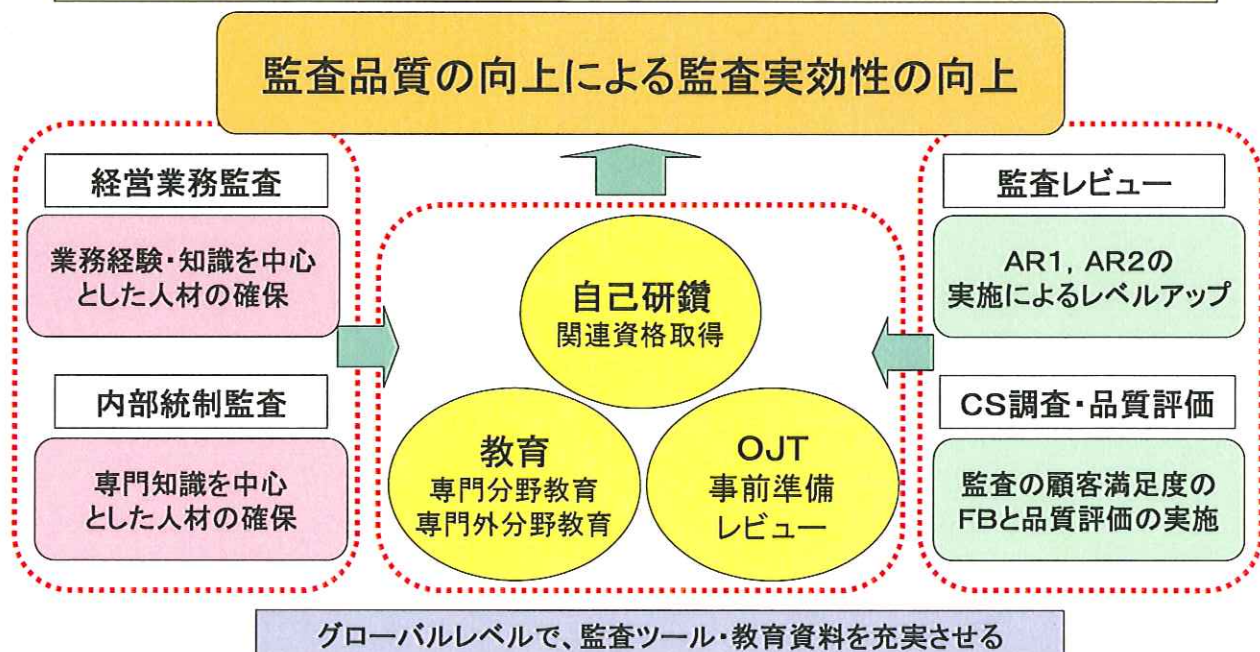 監査品質の向上による監査実効性の向上
経営業務監査
業務経験・知識を中心
とした人材の確保
内部統制監査
専門知識を中心
とした人材の確保
自己研鑽
関連資格取得
教育
専門分野教育
専門外分野教育
OJT
事前準備
レビュー
監査レビュー
AR1, AR2の
実施によるレベルアップ
CS調査・品質評価
監査の顧客満足度の
FBと品質評価の実施
グローバルレベルで、監査ツール・教育資料を充実させる